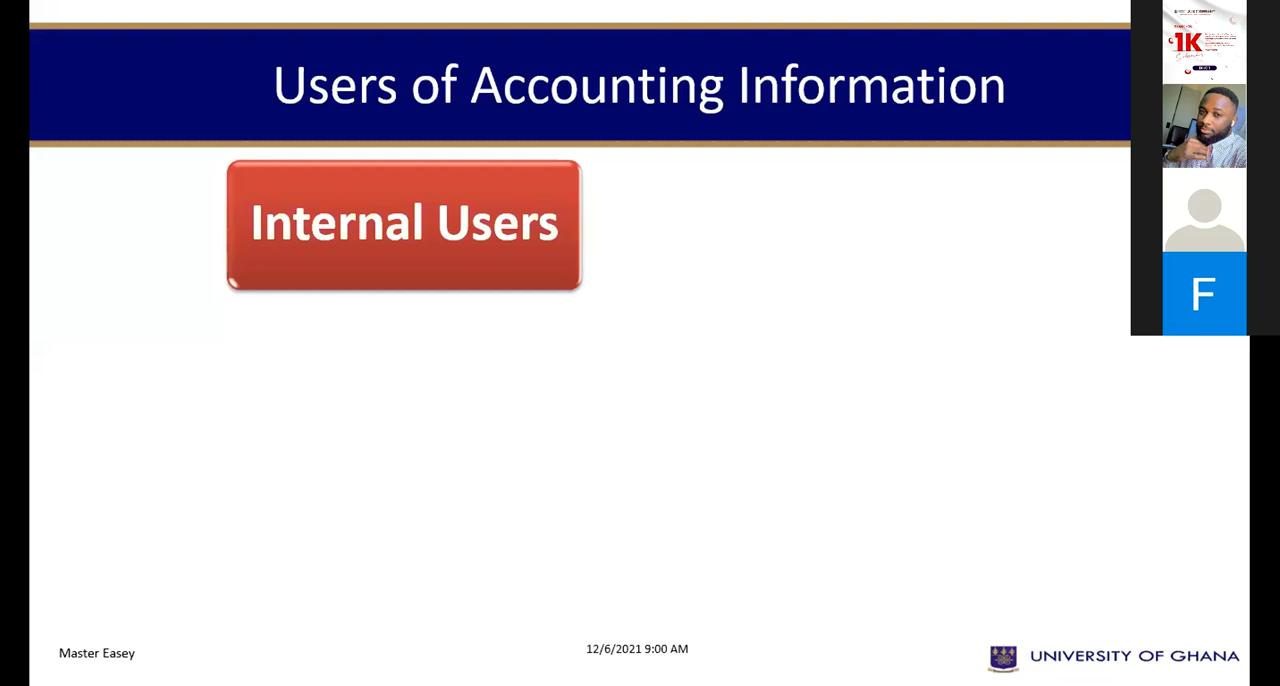 Users of Accounting Information
1K
Internal Users
F
Master Easey
12/6/2021 9:00 AM
UNIVERSITY OF GHANA